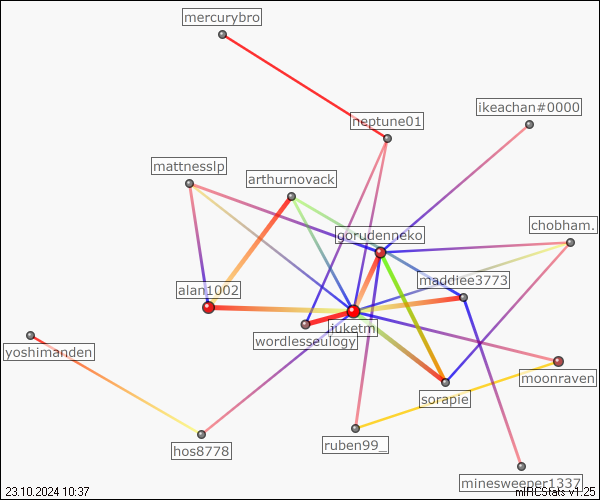 mercurybro
ikeachan#0000
neptune01
mattnesslp
arthurnovack
chobham.
gorudenneko
maddiee3773
alan1002
juketm
wordlesseulogy
yoshimanden
moonraven
sorapie
hos8778
ruben99_
minesweeper1337
23.10.2024 10:37
mIRCStats v1.25